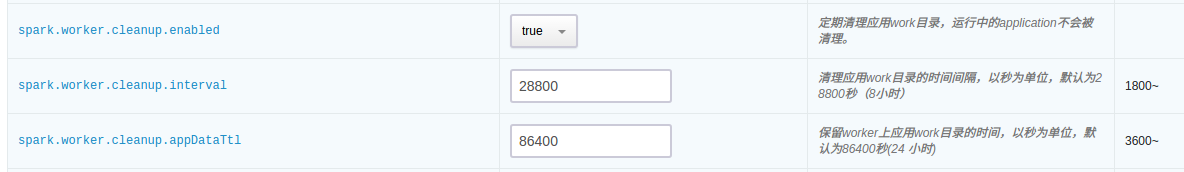 spark.worker.cleanup.enabled
true
定期清理应用work目录，运行中的application不会被
清理。
spark.worker.cleanup.interval
28800
清理应用work目录的时间间隔，以秒为单位，默认为2
8800秒（8小时）
1800~
spark.worker.cleanup.appDataTtl
86400
保留worker上应用work目录的时间，以秒为单位，默
认为86400秒(24 小时)
3600~